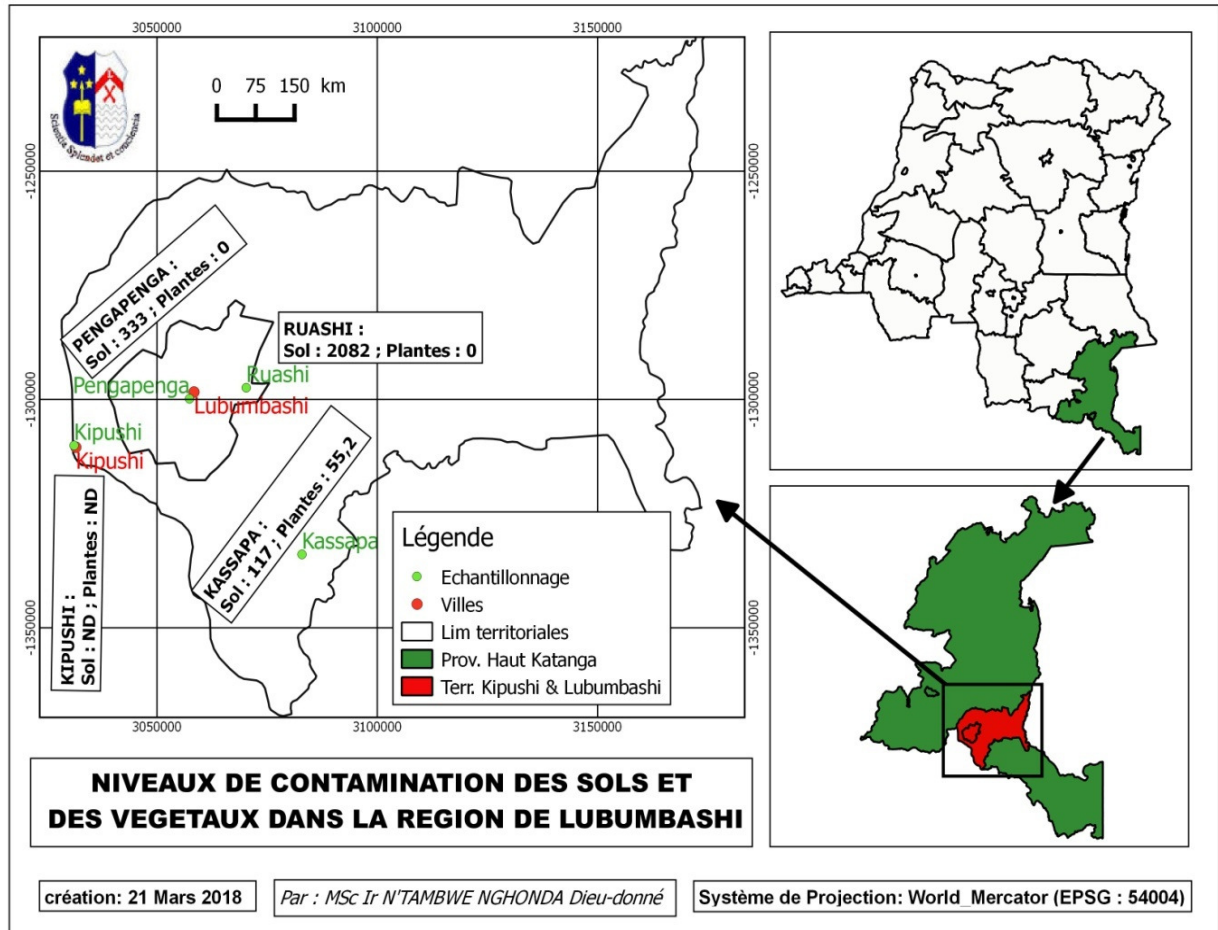 3050000 3100000 3150000
0 75 150 km
Scientia Splendet et conciencia
-1250000
-1300000
-1350000
-1250000
-1300000
-1350000
PENGAPENGA :
Sol : 333 ; Plantes : 0
RUASHI :
Sol : 2082 ; Plantes : 0
Ruashi
Pengapenga
Lubumbashi
Kipushi
Kipushi
KIPUSHI :
Sol : ND ; Plantes : ND
KASSAPA :
Sol : 117 ; Plantes : 55,2
Kassapa
Légende
Echantillonnage
Villes
Lim territoriales
Prov. Haut Katanga
Terr. Kipushi & Lubumbashi
3050000 3100000 3150000
NIVEAUX DE CONTAMINATION DES SOLS ET
DES VEGETAUX DANS LA REGION DE LUBUMBASHI
création: 21 Mars 2018
Par : MSc Ir N'TAMBWE NGHONDA Dieu-donné
Système de Projection: World_Mercator (EPSG : 54004)